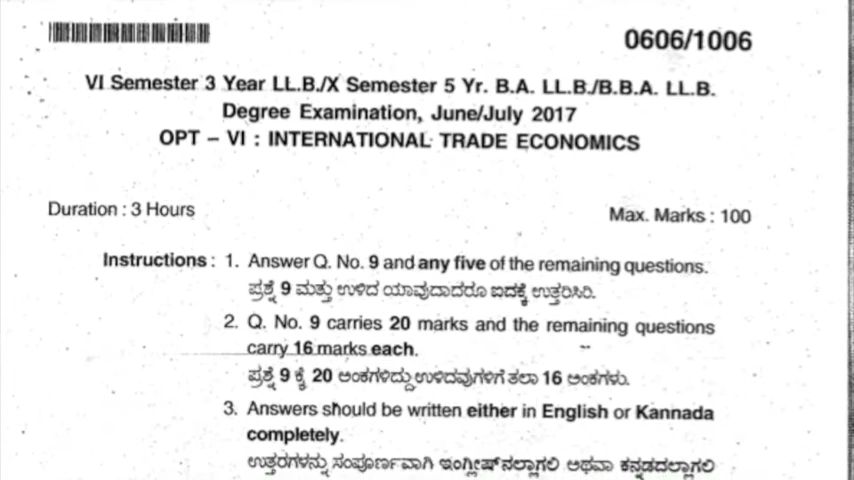 0606/1006
VI Semester 3 Year LL.B./X Semester 5 Yr. B.A. LL.B./B.B.A. LL.B.
Degree Examination, June/July 2017
OPT – VI : INTERNATIONAL TRADE ECONOMICS
Duration : 3 Hours
Max. Marks : 100
Instructions : 1. Answer Q. No. 9 and any five of the remaining questions.
ಪ್ರಶ್ನೆ 9 ಮತ್ತು ಉಳಿದ ಯಾವುದಾದರೂ ಐದಕ್ಕೆ ಉತ್ತರಿಸಿರಿ.
2. Q. No. 9 carries 20 marks and the remaining questions
carry 16 marks each.
ಪ್ರಶ್ನೆ 9 ಕ್ಕೆ 20 ಅಂಕಗಳಿದ್ದು ಉಳಿದವುಗಳಿಗೆ ತಲಾ 16 ಅಂಕಗಳು.
3. Answers should be written either in English or Kannada
completely.
ಉತ್ತರಗಳನ್ನು ಸಂಪೂರ್ಣವಾಗಿ ಇಂಗ್ಲೀಷ್‌ನಲ್ಲಾಗಲಿ ಅಥವಾ ಕನ್ನಡದಲ್ಲಾಗಲಿ